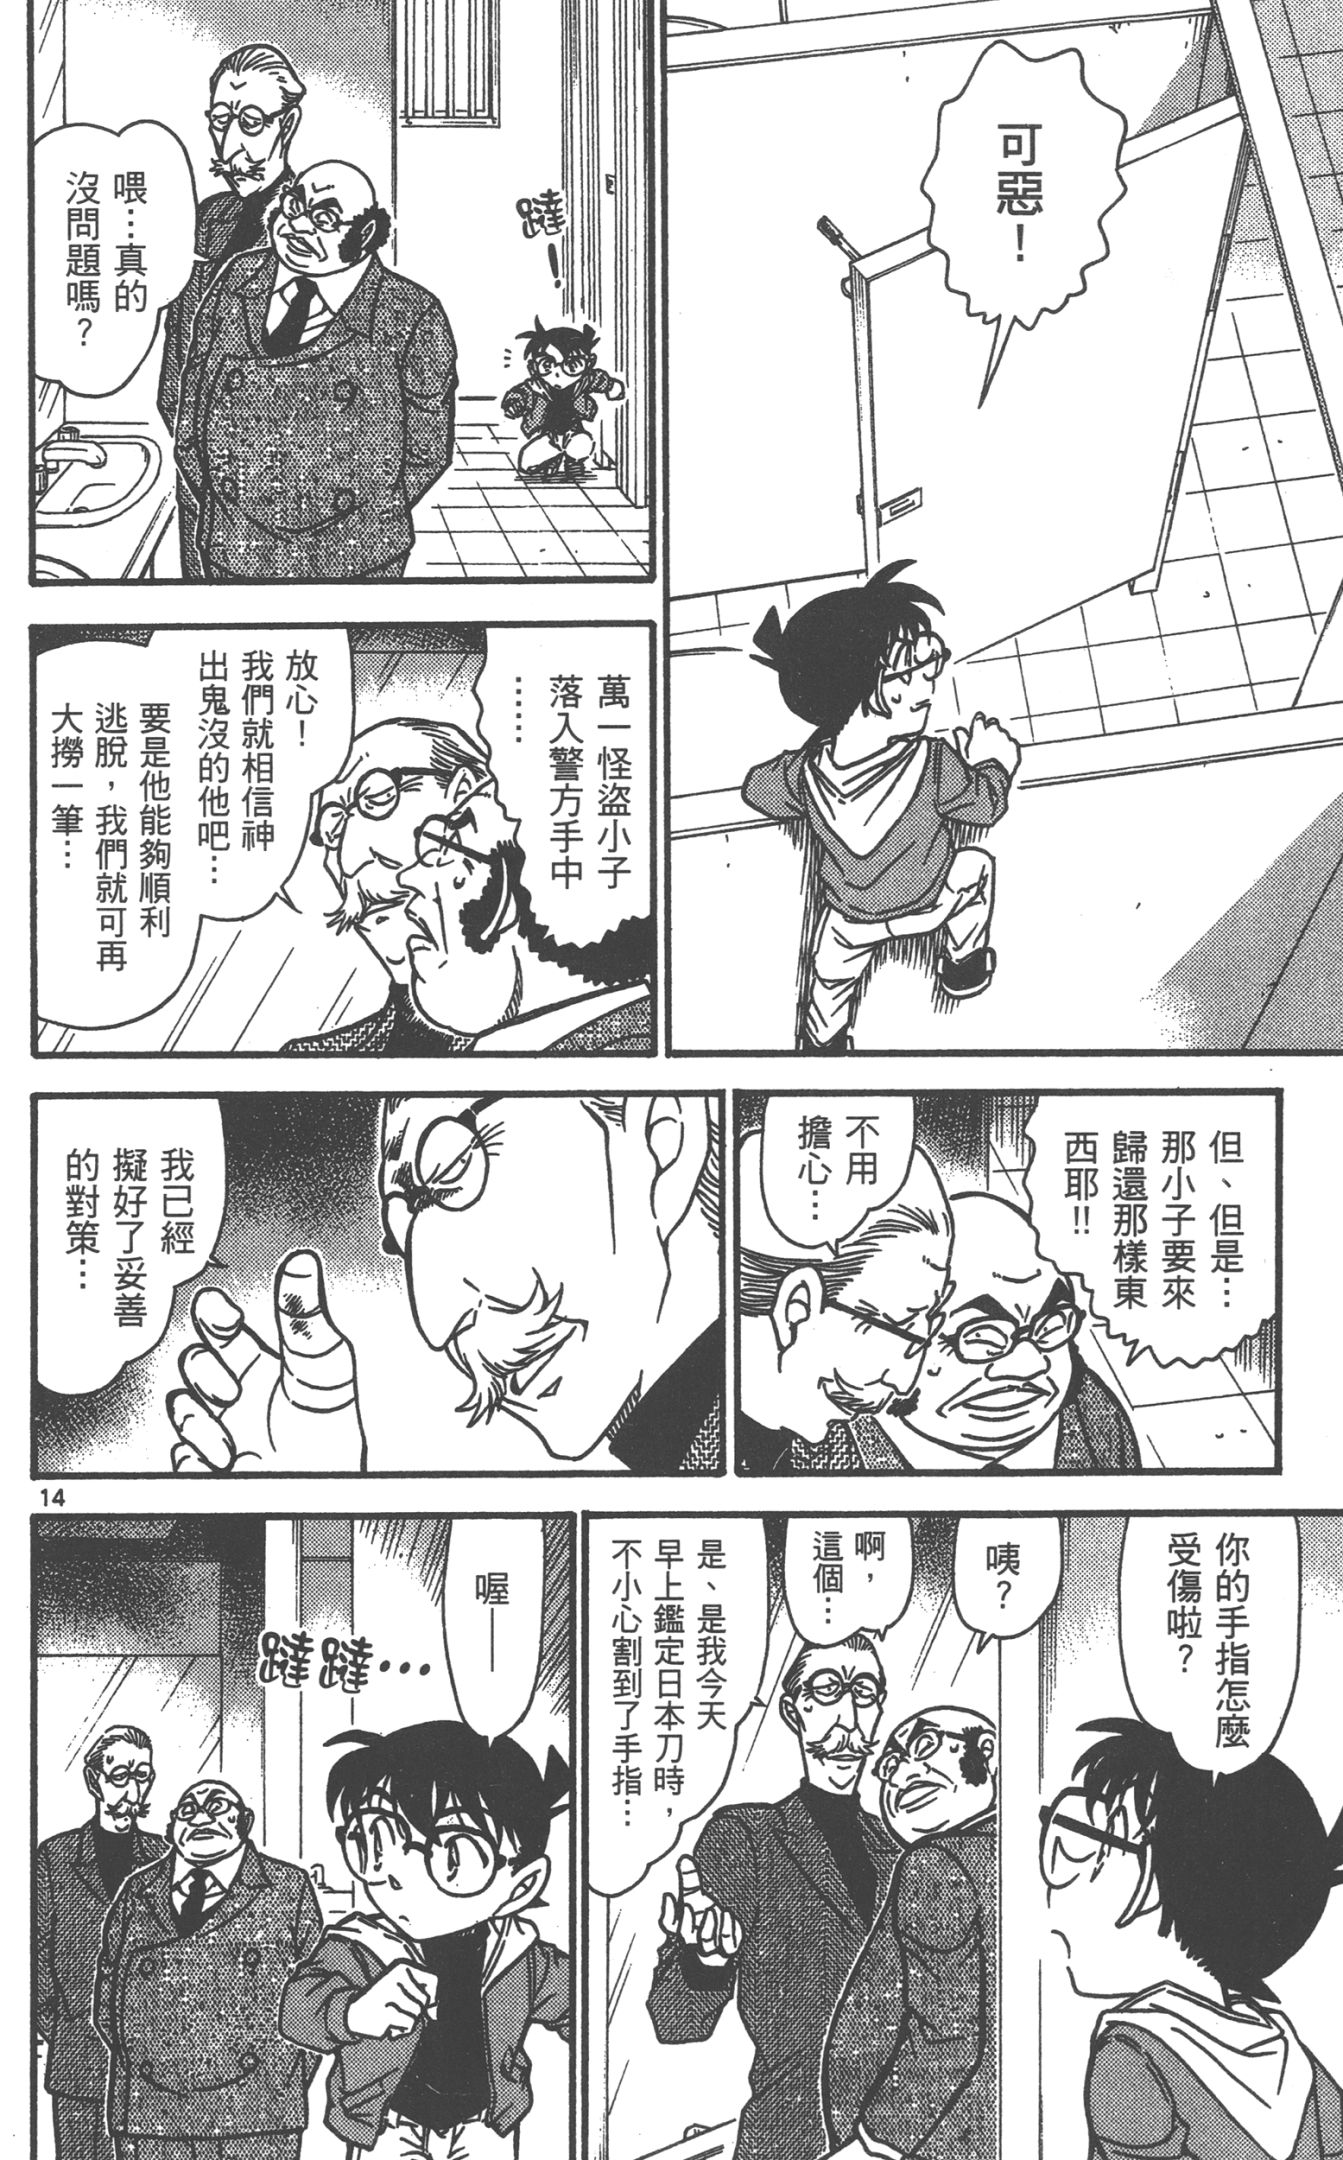 可惡！
躂！
喂…真的
沒問題嗎？
萬一怪盜小子
落入警方手中
……
放心！
我們就相信神
出鬼沒的他吧…
要是他能夠順利
逃脫，我們就可再
大撈一筆…
但、但是…
那小子要來
歸還那樣東
西耶!!
不用
擔心…
我已經
擬好了妥善
的對策…
14
你的手指怎麼
受傷啦？
咦？
啊，
這個…
是、是我今天
早上鑑定日本刀時，
不小心割到了手指…
喔—
躂躂…